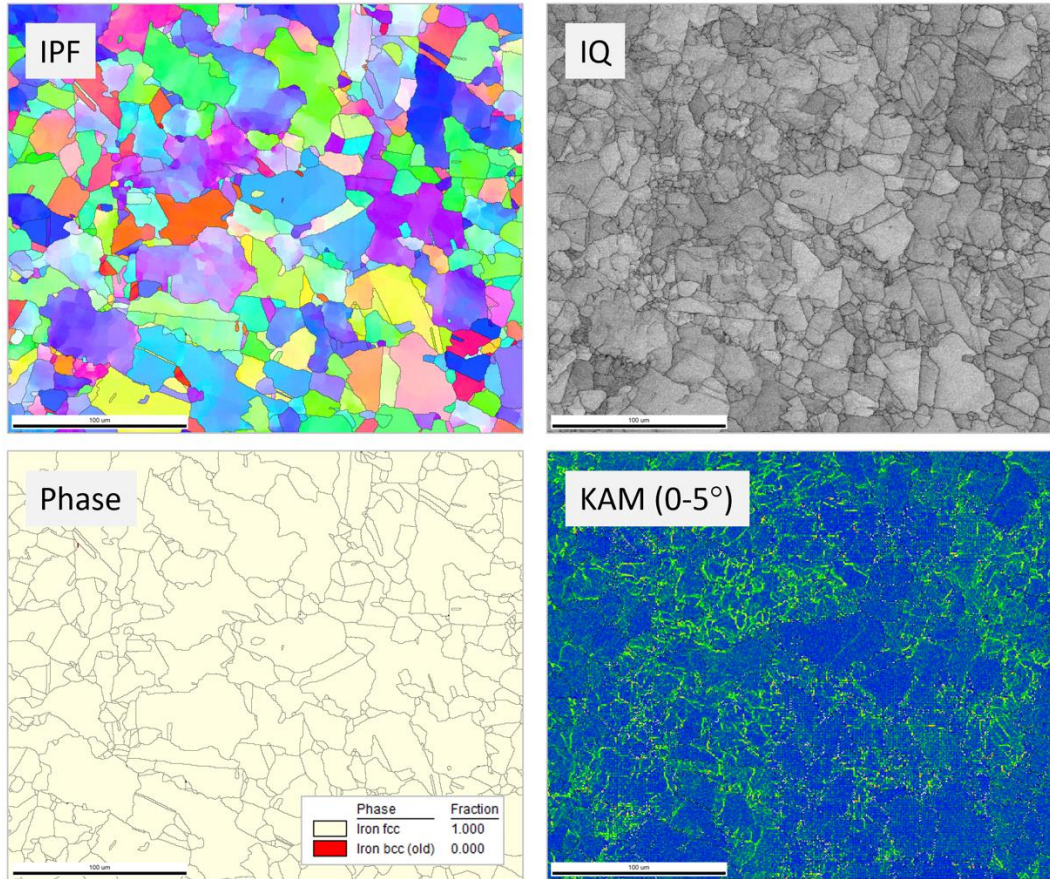 IPF
IQ
100 um
100 um
Phase
KAM (0-5°)
Phase Fraction
Iron fcc 1.000
Iron bcc (old) 0.000
100 um
100 um